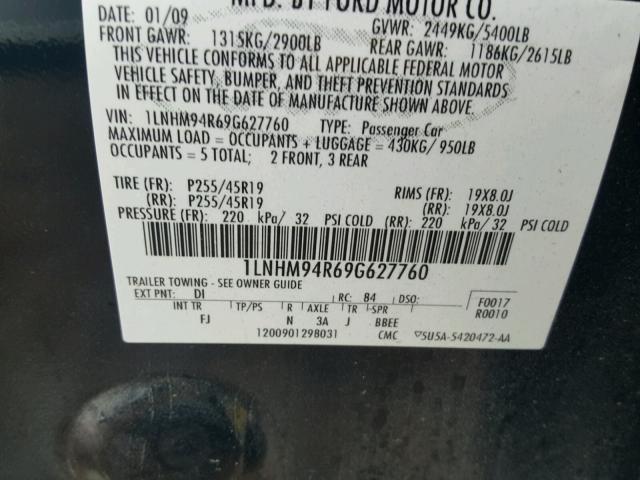 MFD. BY FORD MOTOR CO.
DATE: 01/09 GVWR: 2449KG/5400LB
FRONT GAWR: 1315KG/2900LB REAR GAWR: 1186KG/2615LB
THIS VEHICLE CONFORMS TO ALL APPLICABLE FEDERAL MOTOR
VEHICLE SAFETY, BUMPER, AND THEFT PREVENTION STANDARDS
IN EFFECT ON THE DATE OF MANUFACTURE SHOWN ABOVE.
VIN: 1LNHM94R69G627760 TYPE: Passenger Car
MAXIMUM LOAD = OCCUPANTS + LUGGAGE = 430KG/ 950LB
OCCUPANTS = 5 TOTAL; 2 FRONT, 3 REAR
TIRE (FR): P255/45R19 RIMS (FR): 19X8.0J
(RR): P255/45R19 (RR): 19X8.0J
PRESSURE (FR): 220 kPa/ 32 PSI COLD (RR): 220 kPa/ 32 PSI COLD
1LNHM94R69G627760
TRAILER TOWING - SEE OWNER GUIDE
EXT PNT: DI RC: 84 DSO: F0017
INT TR TP/PS R AXLE TR SPR R0010
FJ N 3A J BBEE
1200901298031 CMC 5U5A-5420472-AA